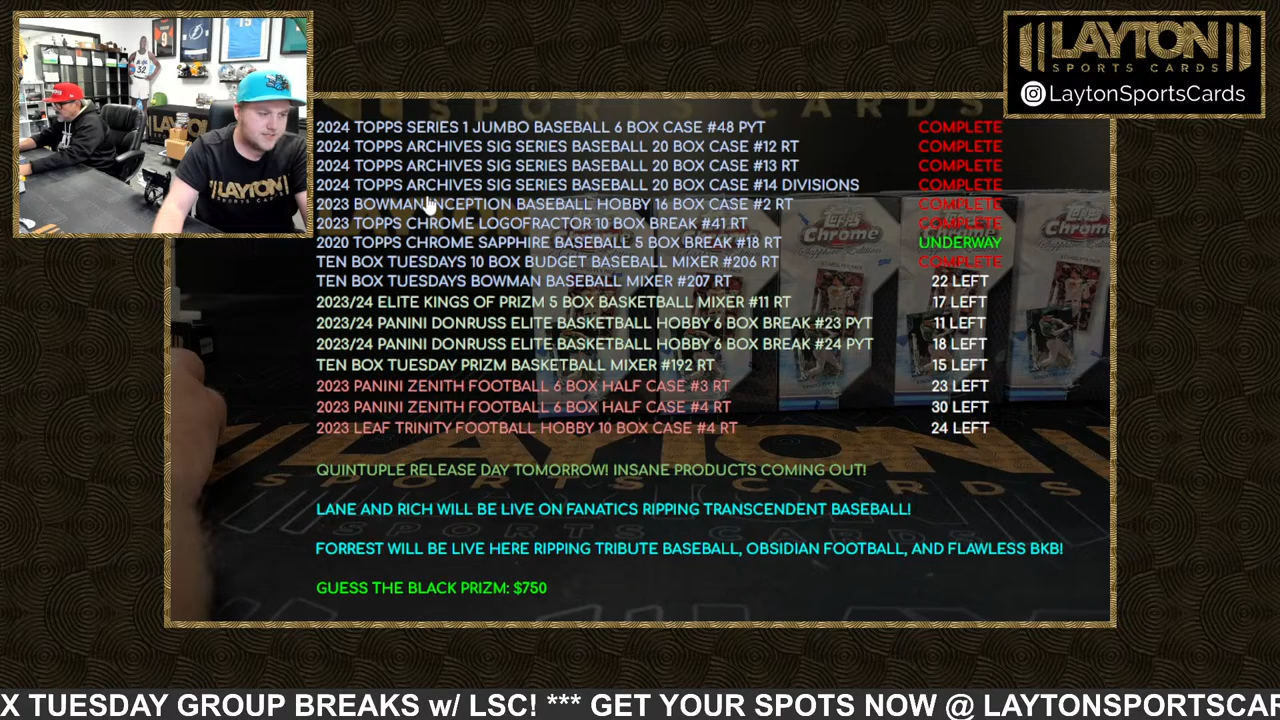 LAYTON
SPORTS CARDS
LaytonSportsCards
2024 TOPPS SERIES 1 JUMBO BASEBALL 6 BOX CASE #48 PYT COMPLETE
2024 TOPPS ARCHIVES SIG SERIES BASEBALL 20 BOX CASE #12 RT COMPLETE
2024 TOPPS ARCHIVES SIG SERIES BASEBALL 20 BOX CASE #13 RT COMPLETE
2024 TOPPS ARCHIVES SIG SERIES BASEBALL 20 BOX CASE #14 DIVISIONS COMPLETE
2023 BOWMAN INCEPTION BASEBALL HOBBY 16 BOX CASE #2 RT COMPLETE
2023 TOPPS CHROME LOGOFRACTOR 10 BOX BREAK #41 RT COMPLETE
2020 TOPPS CHROME SAPPHIRE BASEBALL 5 BOX BREAK #18 RT UNDERWAY
TEN BOX TUESDAYS 10 BOX BUDGET BASEBALL MIXER #206 RT COMPLETE
TEN BOX TUESDAYS BOWMAN BASEBALL MIXER #207 RT 22 LEFT
2023/24 ELITE KINGS OF PRIZM 5 BOX BASKETBALL MIXER #11 RT 17 LEFT
2023/24 PANINI DONRUSS ELITE BASKETBALL HOBBY 6 BOX BREAK #23 PYT 11 LEFT
2023/24 PANINI DONRUSS ELITE BASKETBALL HOBBY 6 BOX BREAK #24 PYT 18 LEFT
TEN BOX TUESDAY PRIZM BASKETBALL MIXER #192 RT 15 LEFT
2023 PANINI ZENITH FOOTBALL 6 BOX HALF CASE #3 RT 23 LEFT
2023 PANINI ZENITH FOOTBALL 6 BOX HALF CASE #4 RT 30 LEFT
2023 LEAF TRINITY FOOTBALL HOBBY 10 BOX CASE #4 RT 24 LEFT
QUINTUPLE RELEASE DAY TOMORROW! INSANE PRODUCTS COMING OUT!
LANE AND RICH WILL BE LIVE ON FANATICS RIPPING TRANSCENDENT BASEBALL!
FORREST WILL BE LIVE HERE RIPPING TRIBUTE BASEBALL, OBSIDIAN FOOTBALL, AND FLAWLESS BKB!
GUESS THE BLACK PRIZM: $750
X TUESDAY GROUP BREAKS w/ LSC! *** GET YOUR SPOTS NOW @ LAYTONSPORTSCAR